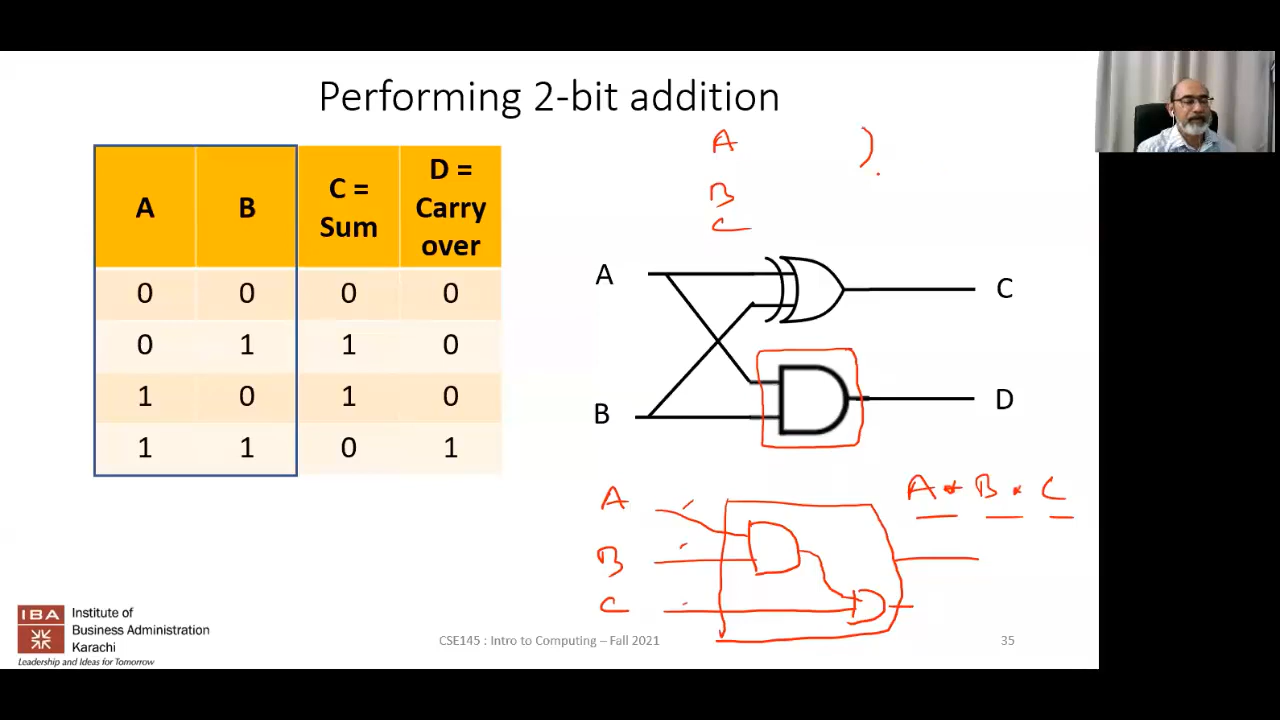 Performing 2-bit addition
A B C = Sum D = Carry over
0 0 0 0
0 1 1 0
1 0 1 0
1 1 0 1
A
B
C
A
C
B
D
A * B * C
A
B
C
IBA
Institute of
Business Administration
Karachi
Leadership and Ideas for Tomorrow
CSE145 : Intro to Computing – Fall 2021
35